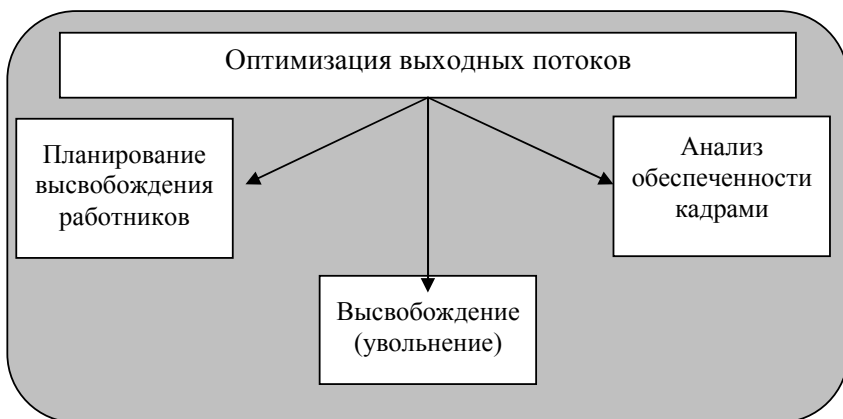 Оптимизация выходных потоков
Планирование
высвобождения
работников
Анализ
обеспеченности
кадрами
Высвобождение
(увольнение)